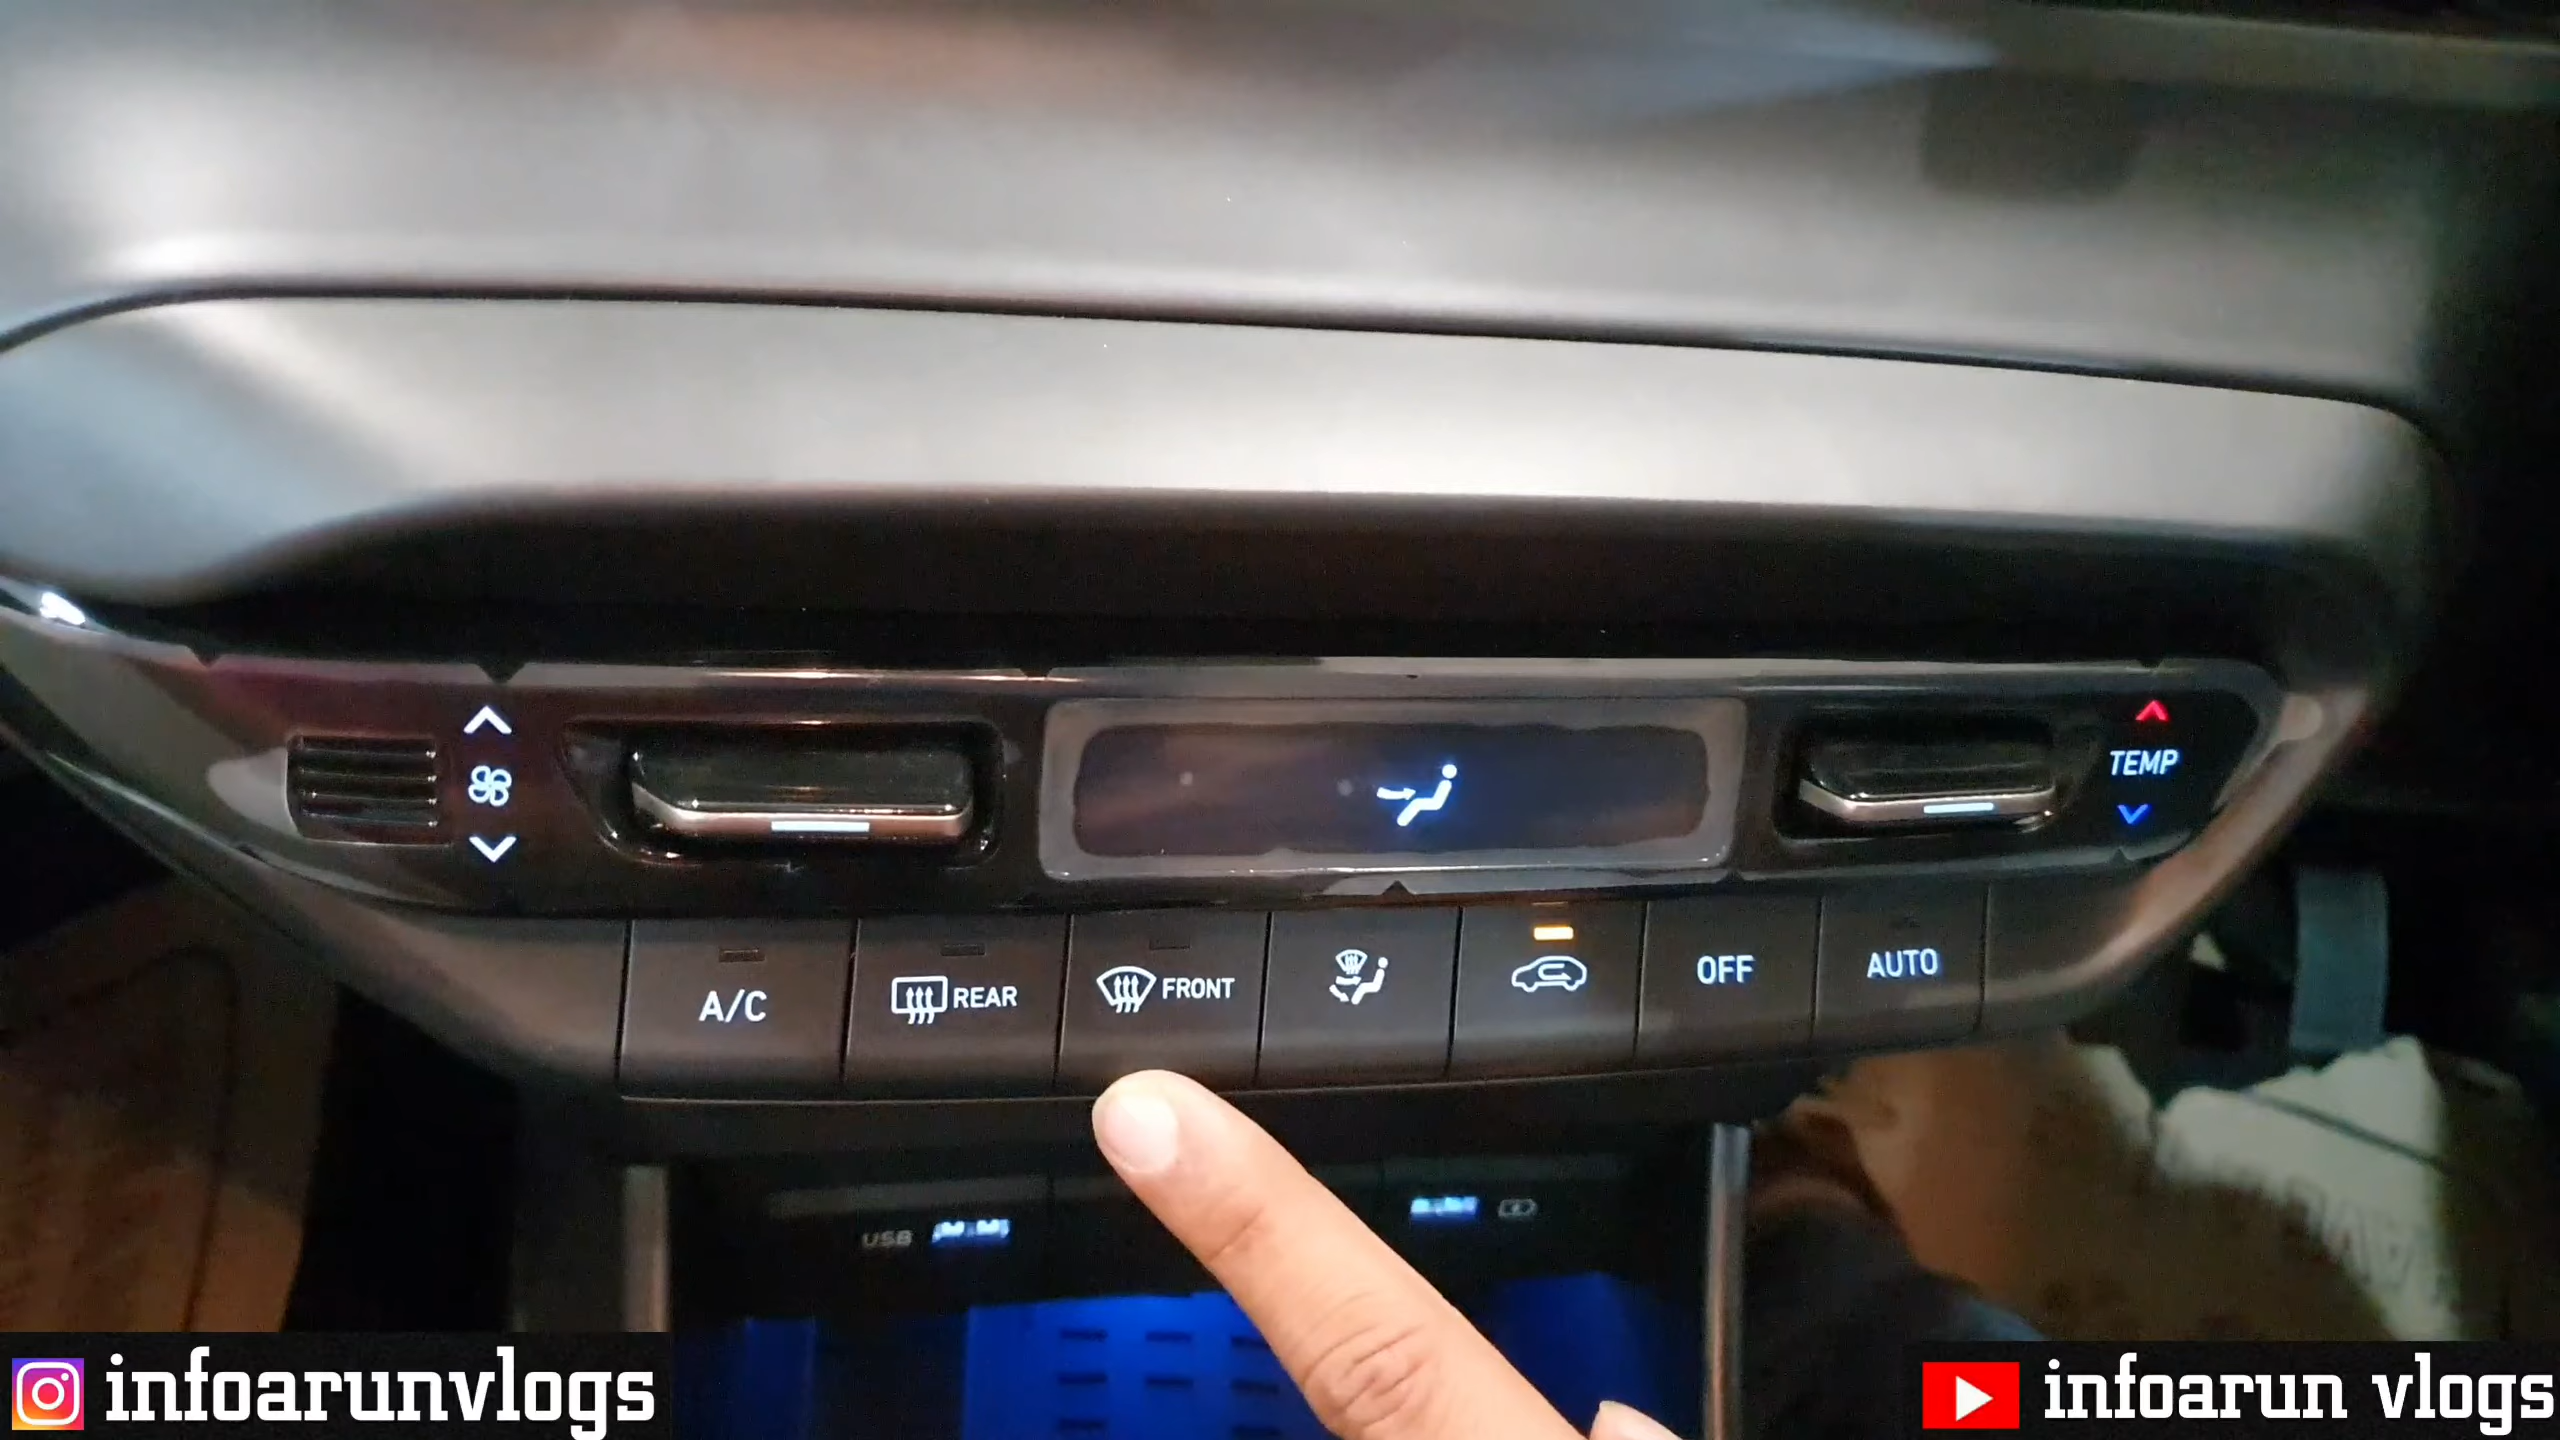 TEMP
A/C
REAR
FRONT
OFF
AUTO
USB
infoarunvlogs
infoarun vlogs